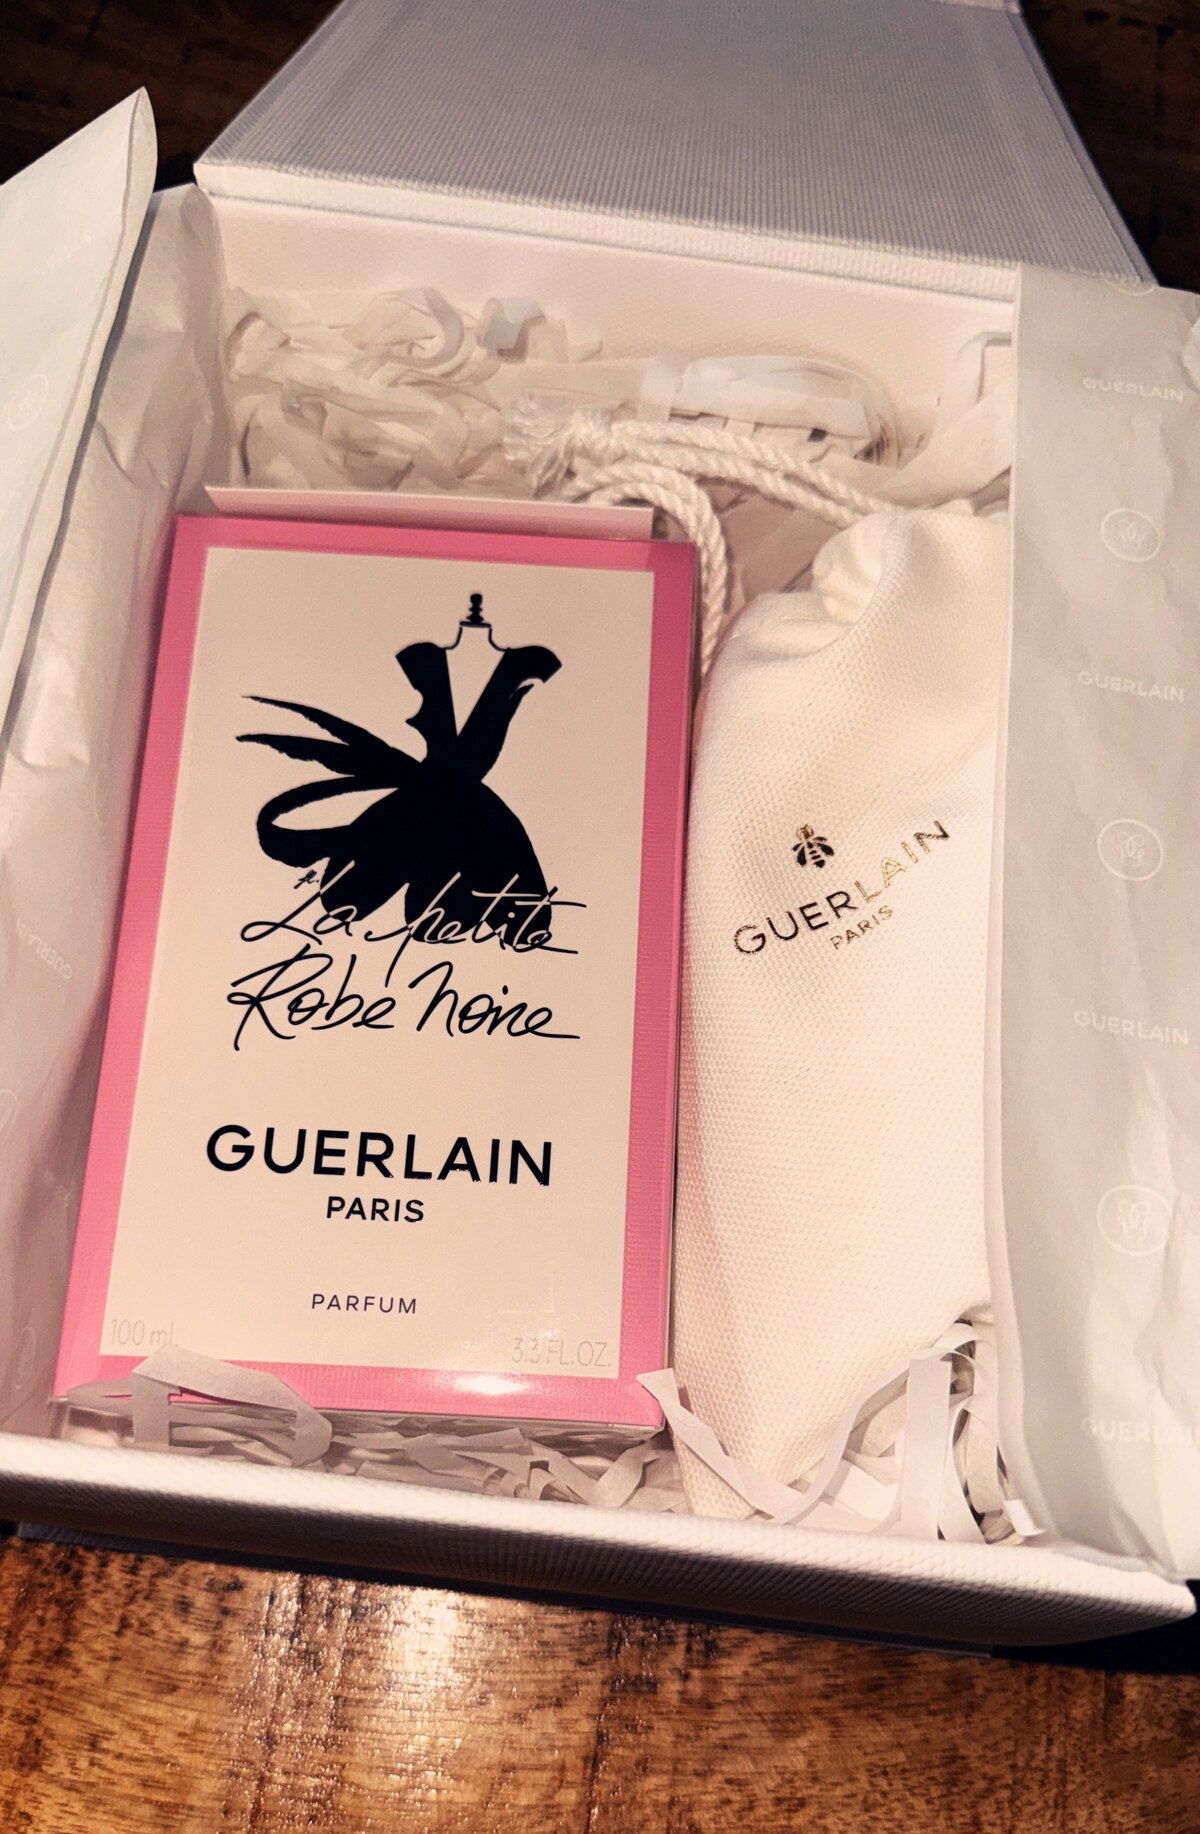 La petite
Robe Noire
GUERLAIN
PARIS
PARFUM
100 ml
3.3 FL.OZ.
GUERLAIN
PARIS
GUERLAIN
GUERLAIN
GUERLAIN
GUERLAIN